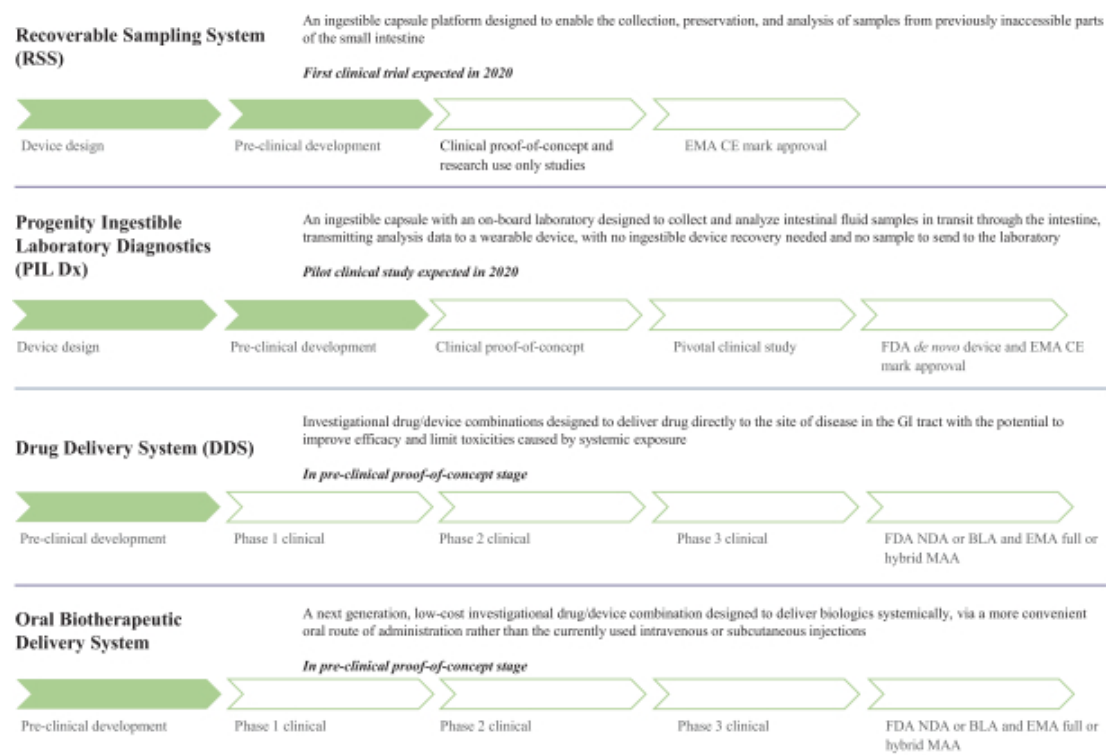 Recoverable Sampling System
(RSS)
An ingestible capsule platform designed to enable the collection, preservation, and analysis of samples from previously inaccessible parts
of the small intestine
First clinical trial expected in 2020
Device design
Pre-clinical development
Clinical proof-of-concept and
research use only studies
EMA CE mark approval
Progenity Ingestible
Laboratory Diagnostics
(PIL Dx)
An ingestible capsule with an on-board laboratory designed to collect and analyze intestinal fluid samples in transit through the intestine,
transmitting analysis data to a wearable device, with no ingestible device recovery needed and no sample to send to the laboratory
Pilot clinical study expected in 2020
Device design
Pre-clinical development
Clinical proof-of-concept
Pivotal clinical study
FDA de novo device and EMA CE
mark approval
Drug Delivery System (DDS)
Investigational drug/device combinations designed to deliver drug directly to the site of disease in the GI tract with the potential to
improve efficacy and limit toxicities caused by systemic exposure
In pre-clinical proof-of-concept stage
Pre-clinical development
Phase 1 clinical
Phase 2 clinical
Phase 3 clinical
FDA NDA or BLA and EMA full or
hybrid MAA
Oral Biotherapeutic
Delivery System
A next generation, low-cost investigational drug/device combination designed to deliver biologics systemically, via a more convenient
oral route of administration rather than the currently used intravenous or subcutaneous injections
In pre-clinical proof-of-concept stage
Pre-clinical development
Phase 1 clinical
Phase 2 clinical
Phase 3 clinical
FDA NDA or BLA and EMA full or
hybrid MAA